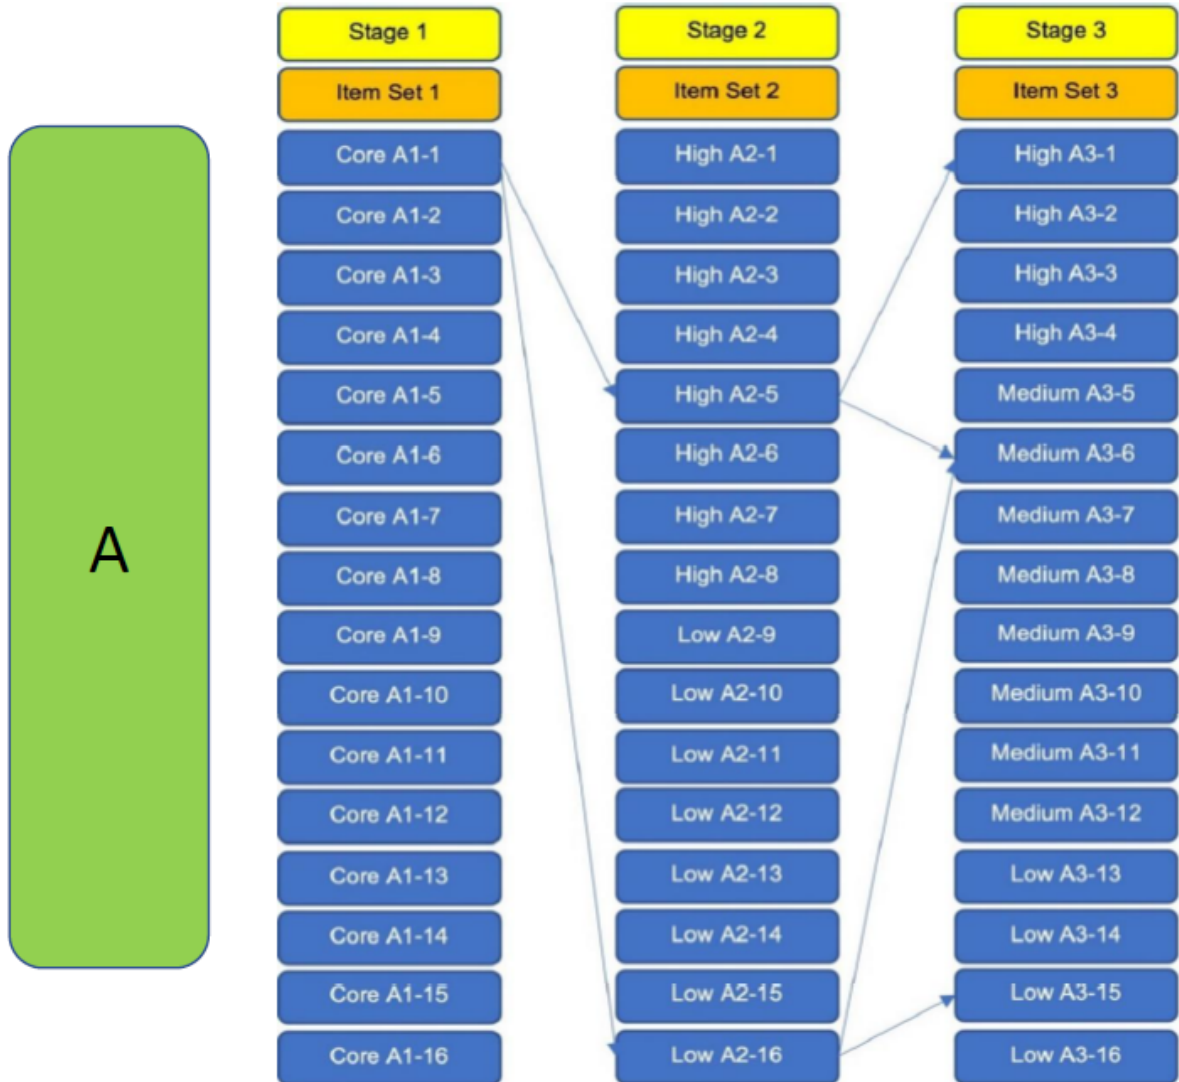 Stage 1
Stage 2
Stage 3
Item Set 1
Item Set 2
Item Set 3
A
Core A1-1
High A2-1
High A3-1
Core A1-2
High A2-2
High A3-2
Core A1-3
High A2-3
High A3-3
Core A1-4
High A2-4
High A3-4
Core A1-5
High A2-5
Medium A3-5
Core A1-6
High A2-6
Medium A3-6
Core A1-7
High A2-7
Medium A3-7
Core A1-8
High A2-8
Medium A3-8
Core A1-9
Low A2-9
Medium A3-9
Core A1-10
Low A2-10
Medium A3-10
Core A1-11
Low A2-11
Medium A3-11
Core A1-12
Low A2-12
Medium A3-12
Core A1-13
Low A2-13
Low A3-13
Core A1-14
Low A2-14
Low A3-14
Core A1-15
Low A2-15
Low A3-15
Core A1-16
Low A2-16
Low A3-16